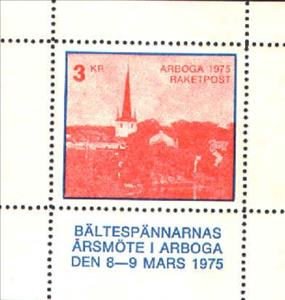 3 KR
ARBOGA 1975
RAKETPOST
BÄLTESPÄNNARNAS
ÅRSMÖTE I ARBOGA
DEN 8—9 MARS 1975